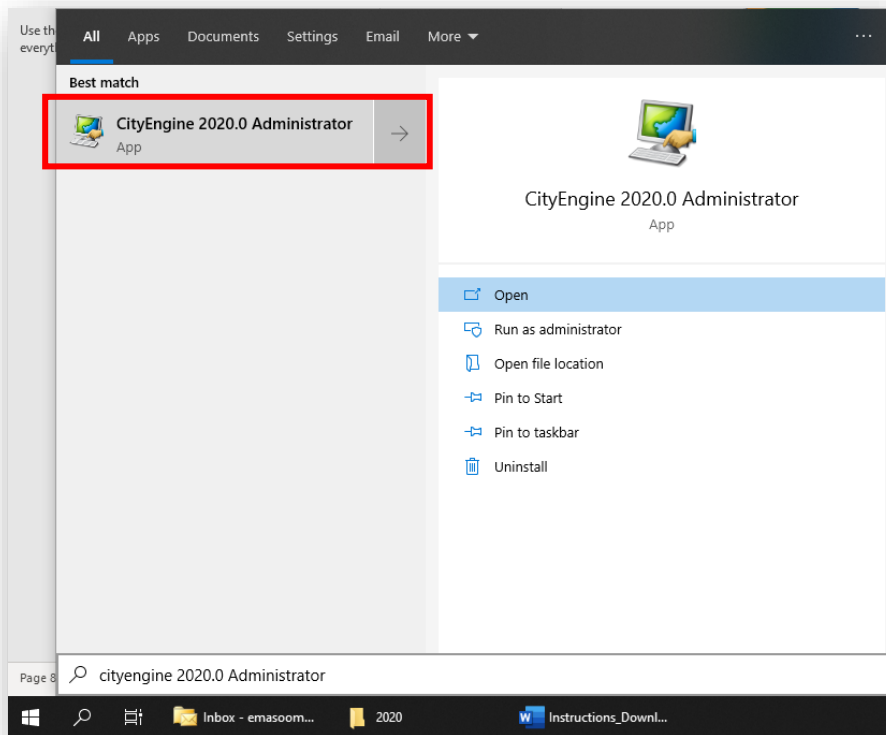 Use th
everyt
All Apps Documents Settings Email More ...
Best match
CityEngine 2020.0 Administrator
App
CityEngine 2020.0 Administrator
App
Open
Run as administrator
Open file location
Pin to Start
Pin to taskbar
Uninstall
Page 8
cityengine 2020.0 Administrator
Inbox - emasoom... 2020 Instructions_Downl...